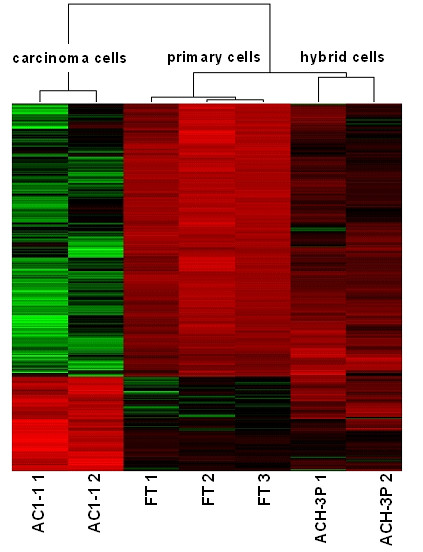 carcinoma cells primary cells hybrid cells
AC1-1 1
AC1-1 2
FT 1
FT 2
FT 3
ACH-3P 1
ACH-3P 2